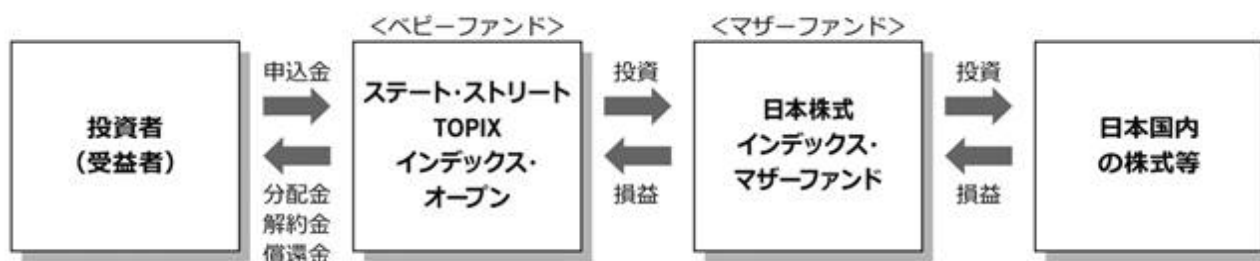 <ベビーファンド>
<マザーファンド>
投資者
(受益者)
申込金
分配金
解約金
償還金
ステート・ストリート
TOPIX
インデックス・
オープン
投資
損益
日本株式
インデックス・
マザーファンド
投資
損益
日本国内
の株式等